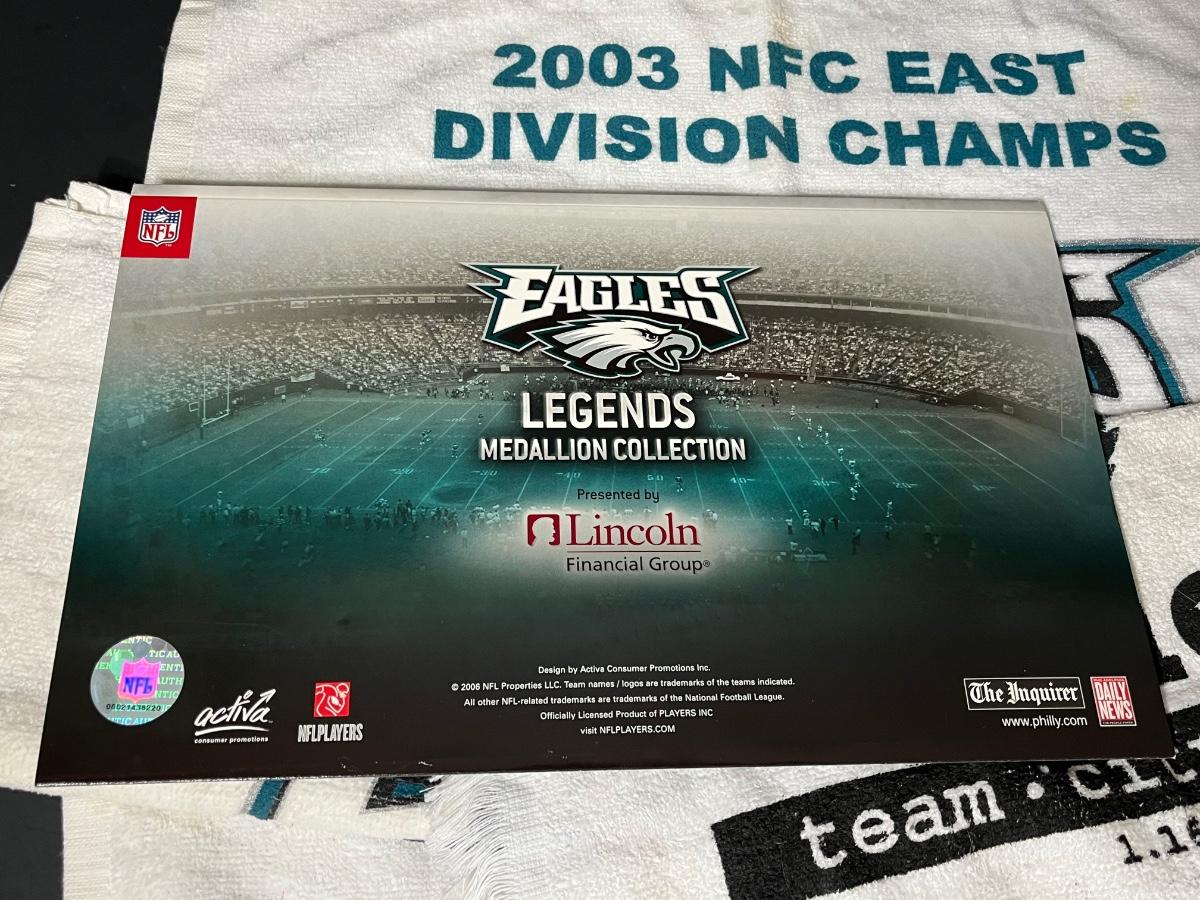 2003 NFC EAST
DIVISION CHAMPS
NFL
EAGLES
LEGENDS
MEDALLION COLLECTION
Presented by
Lincoln
Financial Group®
NFL
00021438220
activa
consumer promotions
NFLPLAYERS
Design by Activa Consumer Promotions Inc.
© 2006 NFL Properties LLC. Team names / logos are trademarks of the teams indicated.
All other NFL-related trademarks are trademarks of the National Football League.
Officially Licensed Product of PLAYERS INC
visit NFLPLAYERS.COM
The Inquirer
www.philly.com
DAILY
NEWS
team